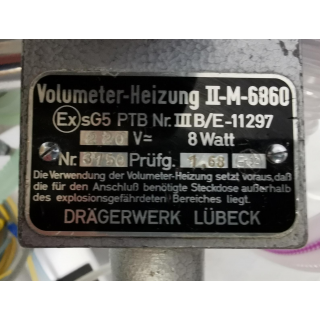 Volumeter-Heizung II-M-6860
Ex sG5 PTB Nr. III B/E-11297
V= 8 Watt
Nr. Prüfg.
Die Verwendung der Volumeter-Heizung setzt voraus, daß
die für den Anschluß benötigte Steckdose außerhalb
des explosionsgefährdeten Bereiches liegt.
DRÄGERWERK LÜBECK